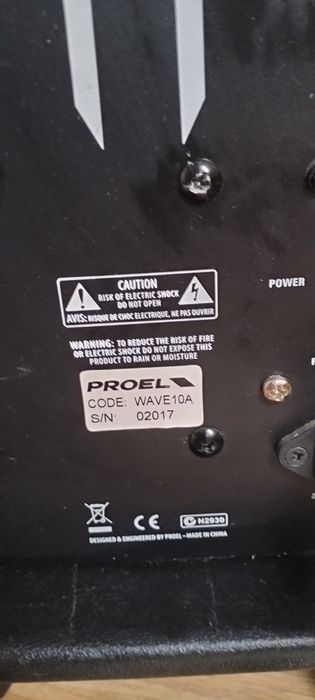 CAUTION
RISK OF ELECTRIC SHOCK
DO NOT OPEN
AVIS: RISQUE DE CHOC ELECTRIQUE, NE PAS OUVRIR
POWER
WARNING: TO REDUCE THE RISK OF FIRE
OR ELECTRIC SHOCK DO NOT EXPOSE THIS
PRODUCT TO RAIN OR MOISTURE
PROEL
CODE: WAVE10A
S/N: 02017
CE N2930
DESIGNED & ENGINEERED BY PROEL - MADE IN CHINA